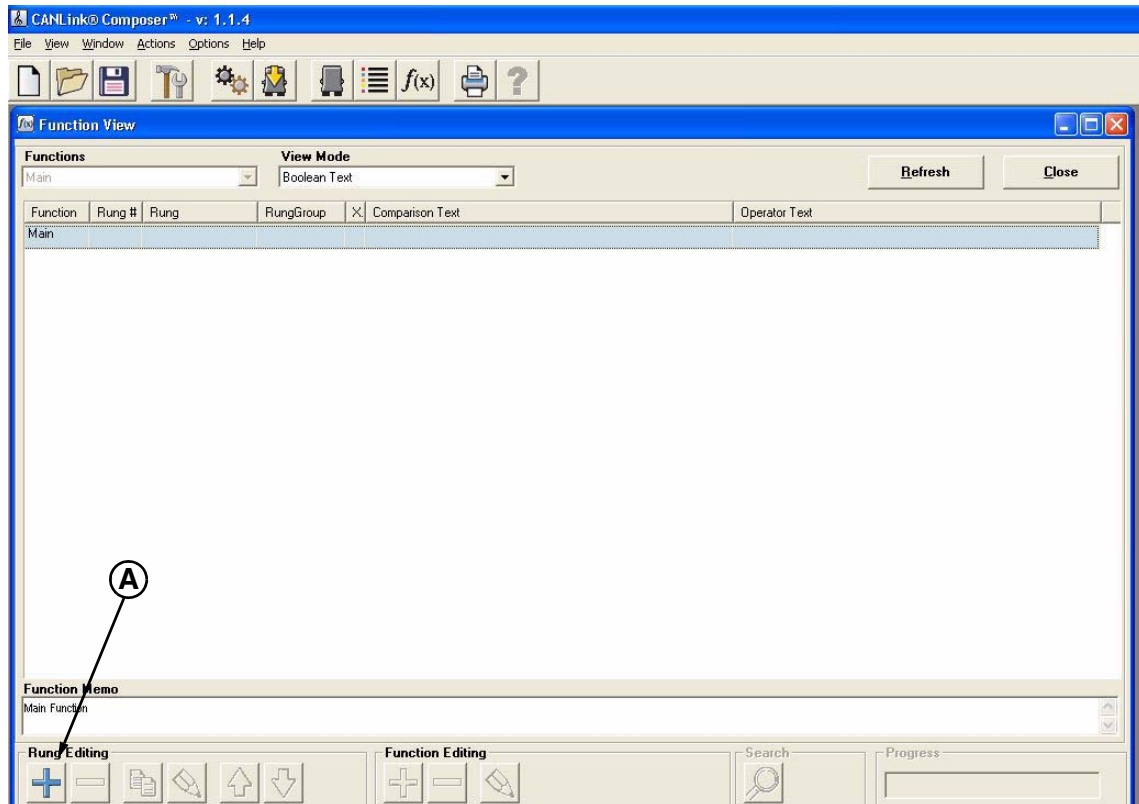 CANLink® Composer™ - v: 1.1.4
File View Window Actions Options Help
f(x)
?
f(x) Function View
Functions View Mode
Main Boolean Text Refresh Close
Function Rung # Rung RungGroup X Comparison Text Operator Text
Main
A
Function Memo
Main Function
Rung Editing Function Editing Search Progress